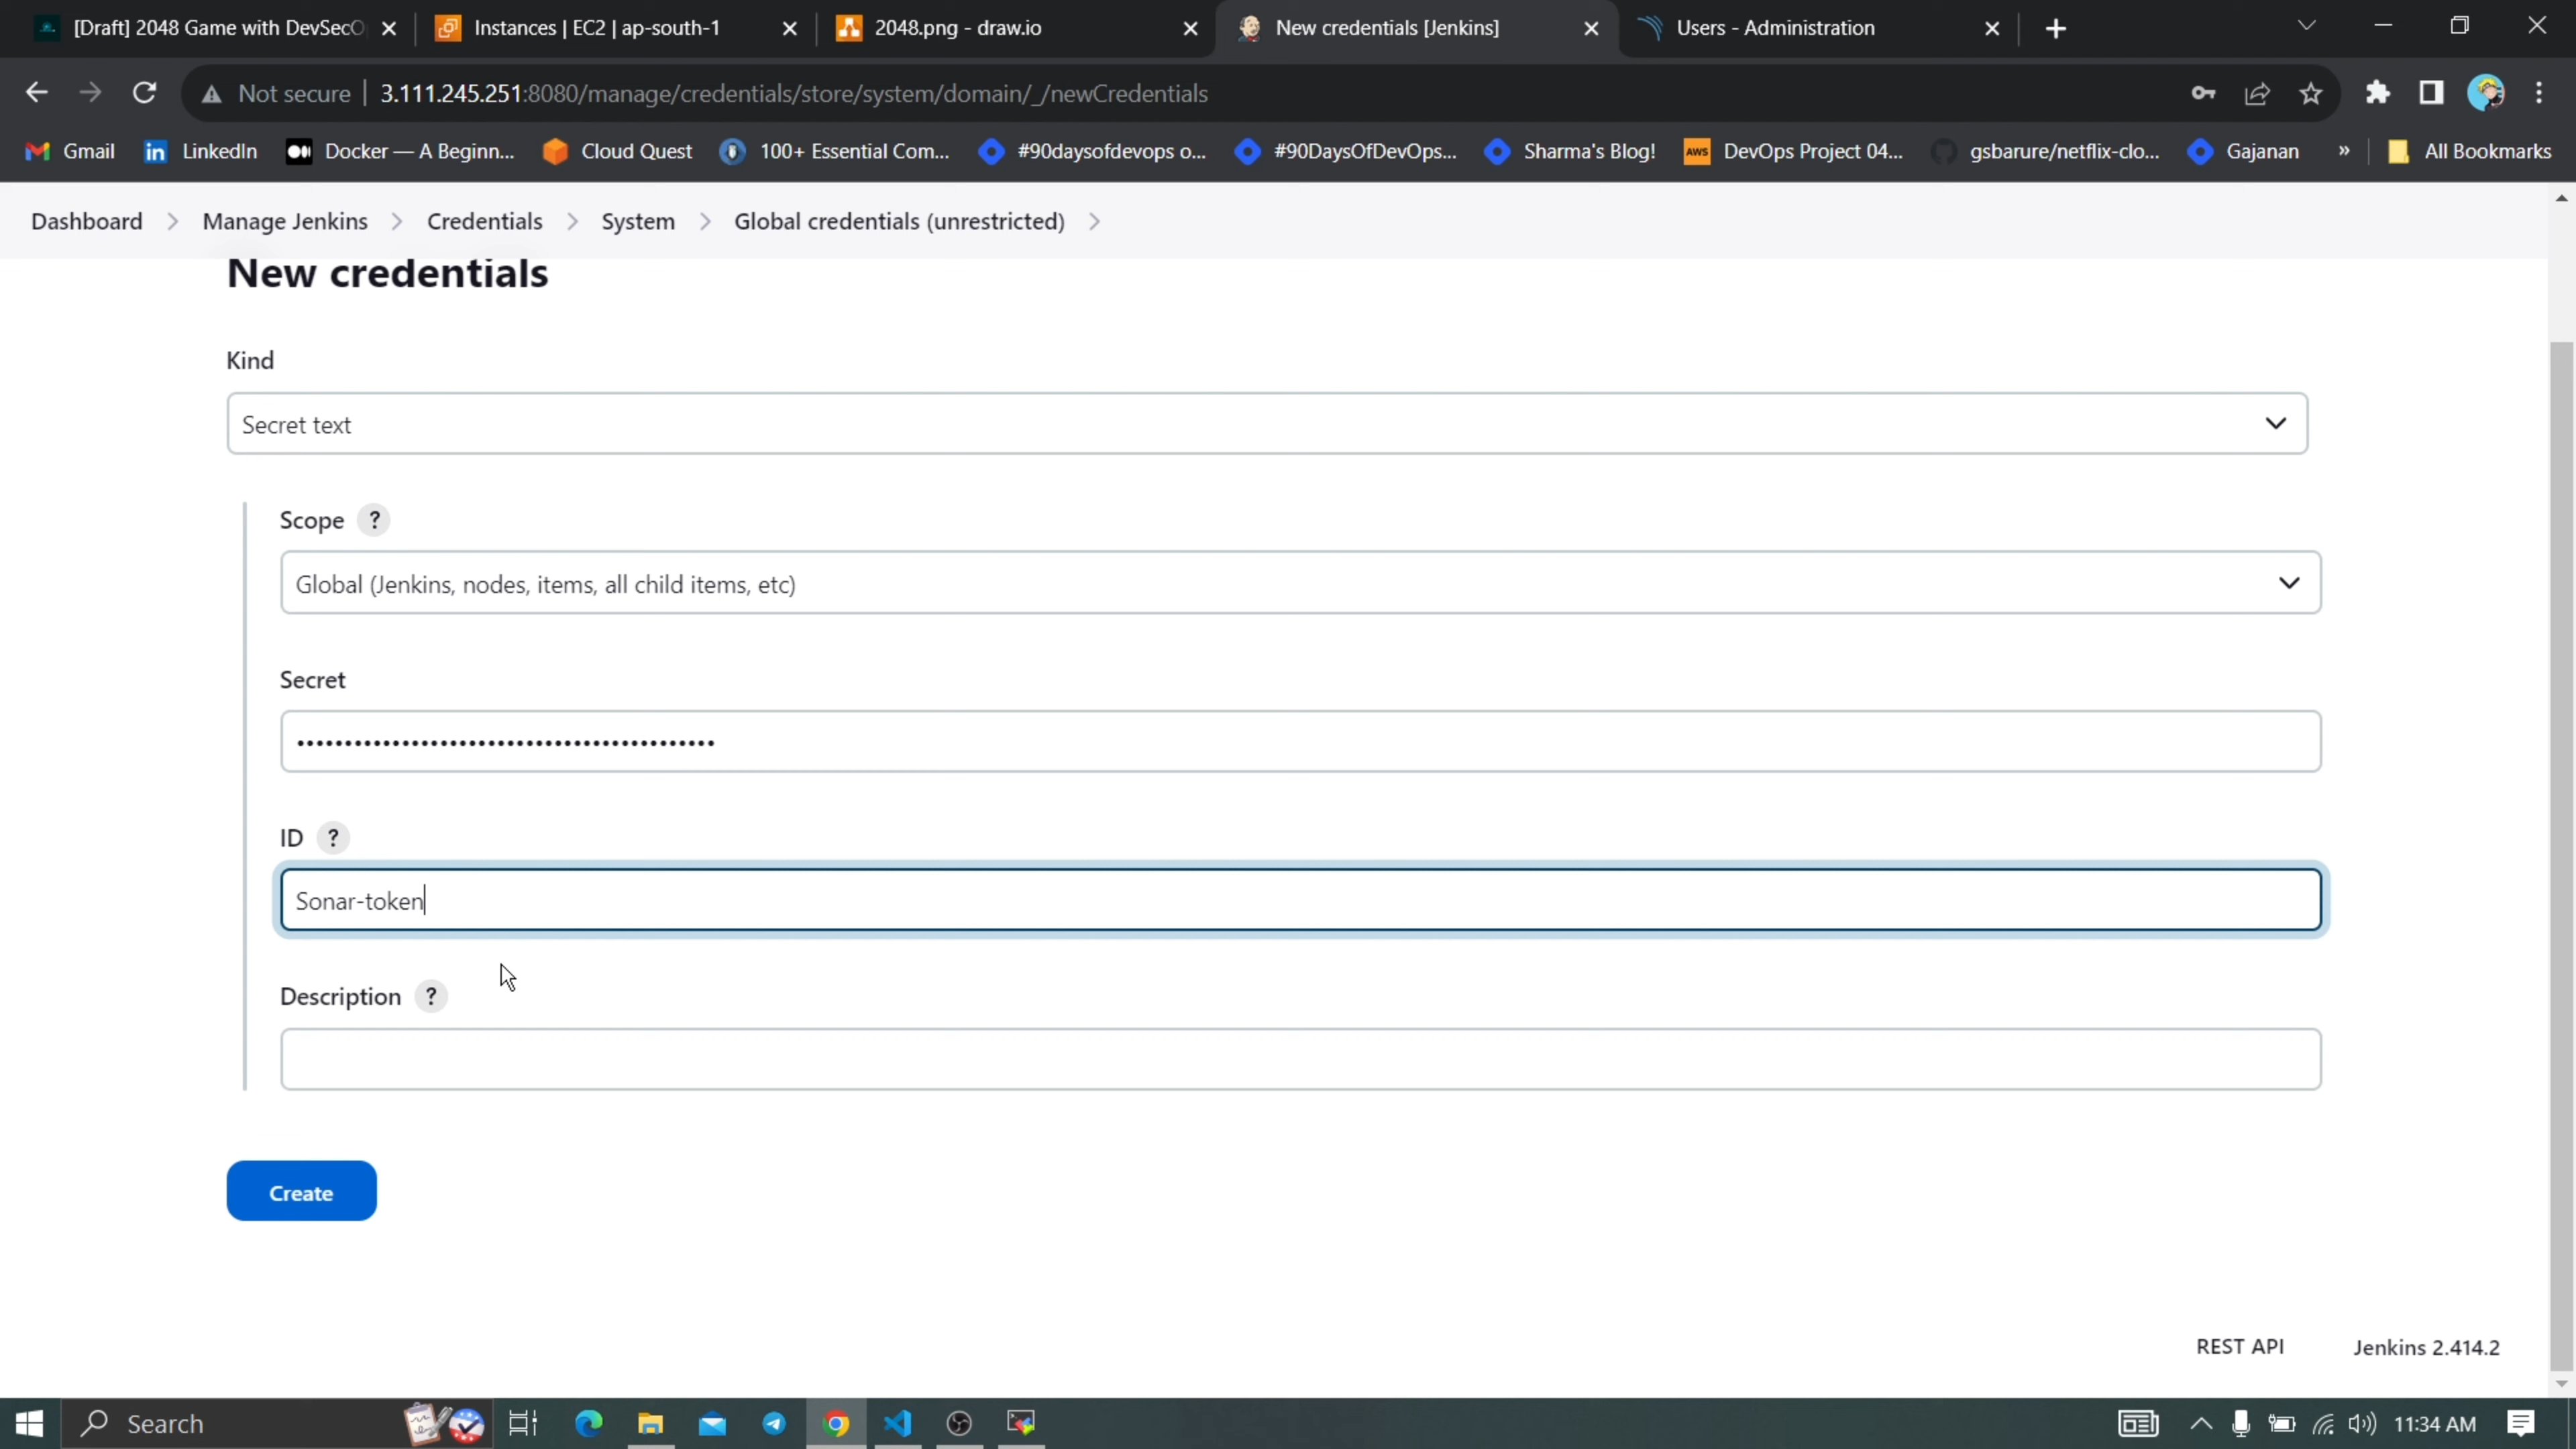 [Draft] 2048 Game with DevSecO
Instances | EC2 | ap-south-1
2048.png - draw.io
New credentials [Jenkins]
Users - Administration
Not secure
3.111.245.251:8080/manage/credentials/store/system/domain/_/newCredentials
Gmail
LinkedIn
Docker — A Beginn...
Cloud Quest
100+ Essential Com...
#90daysofdevops o...
#90DaysOfDevOps...
Sharma's Blog!
aws
DevOps Project 04...
gsbarure/netflix-clo...
Gajanan
»
All Bookmarks
Dashboard
Manage Jenkins
Credentials
System
Global credentials (unrestricted)
New credentials
Kind
Secret text
Scope ?
Global (Jenkins, nodes, items, all child items, etc)
Secret
••••••••••••••••••••••••••••••••••••••••••••
ID ?
Sonar-token
Description ?
Create
REST API
Jenkins 2.414.2
Search
11:34 AM